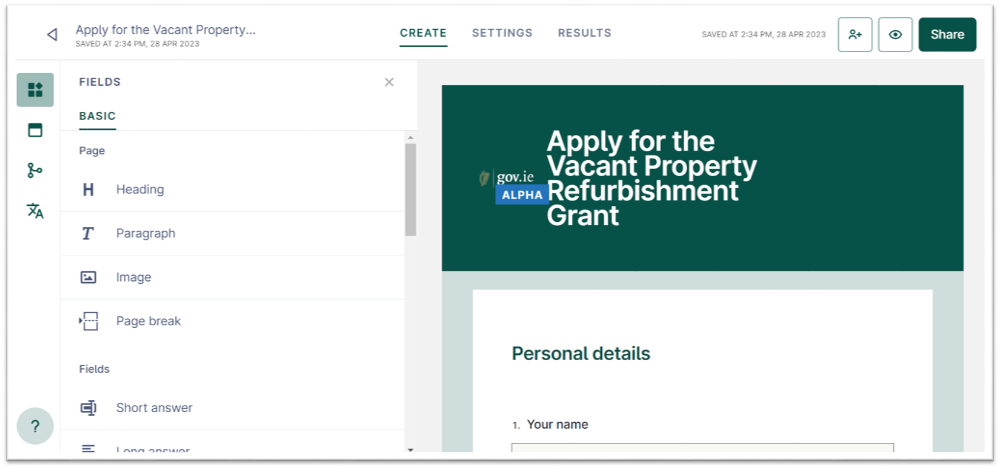 Apply for the Vacant Property...
SAVED AT 2:34 PM, 28 APR 2023
CREATE SETTINGS RESULTS
SAVED AT 2:34 PM, 28 APR 2023
Share
FIELDS
BASIC
Page
H Heading
T Paragraph
Image
Page break
Fields
Short answer
Long answer
?
gov.ie
ALPHA
Apply for the
Vacant Property
Refurbishment
Grant
Personal details
1. Your name